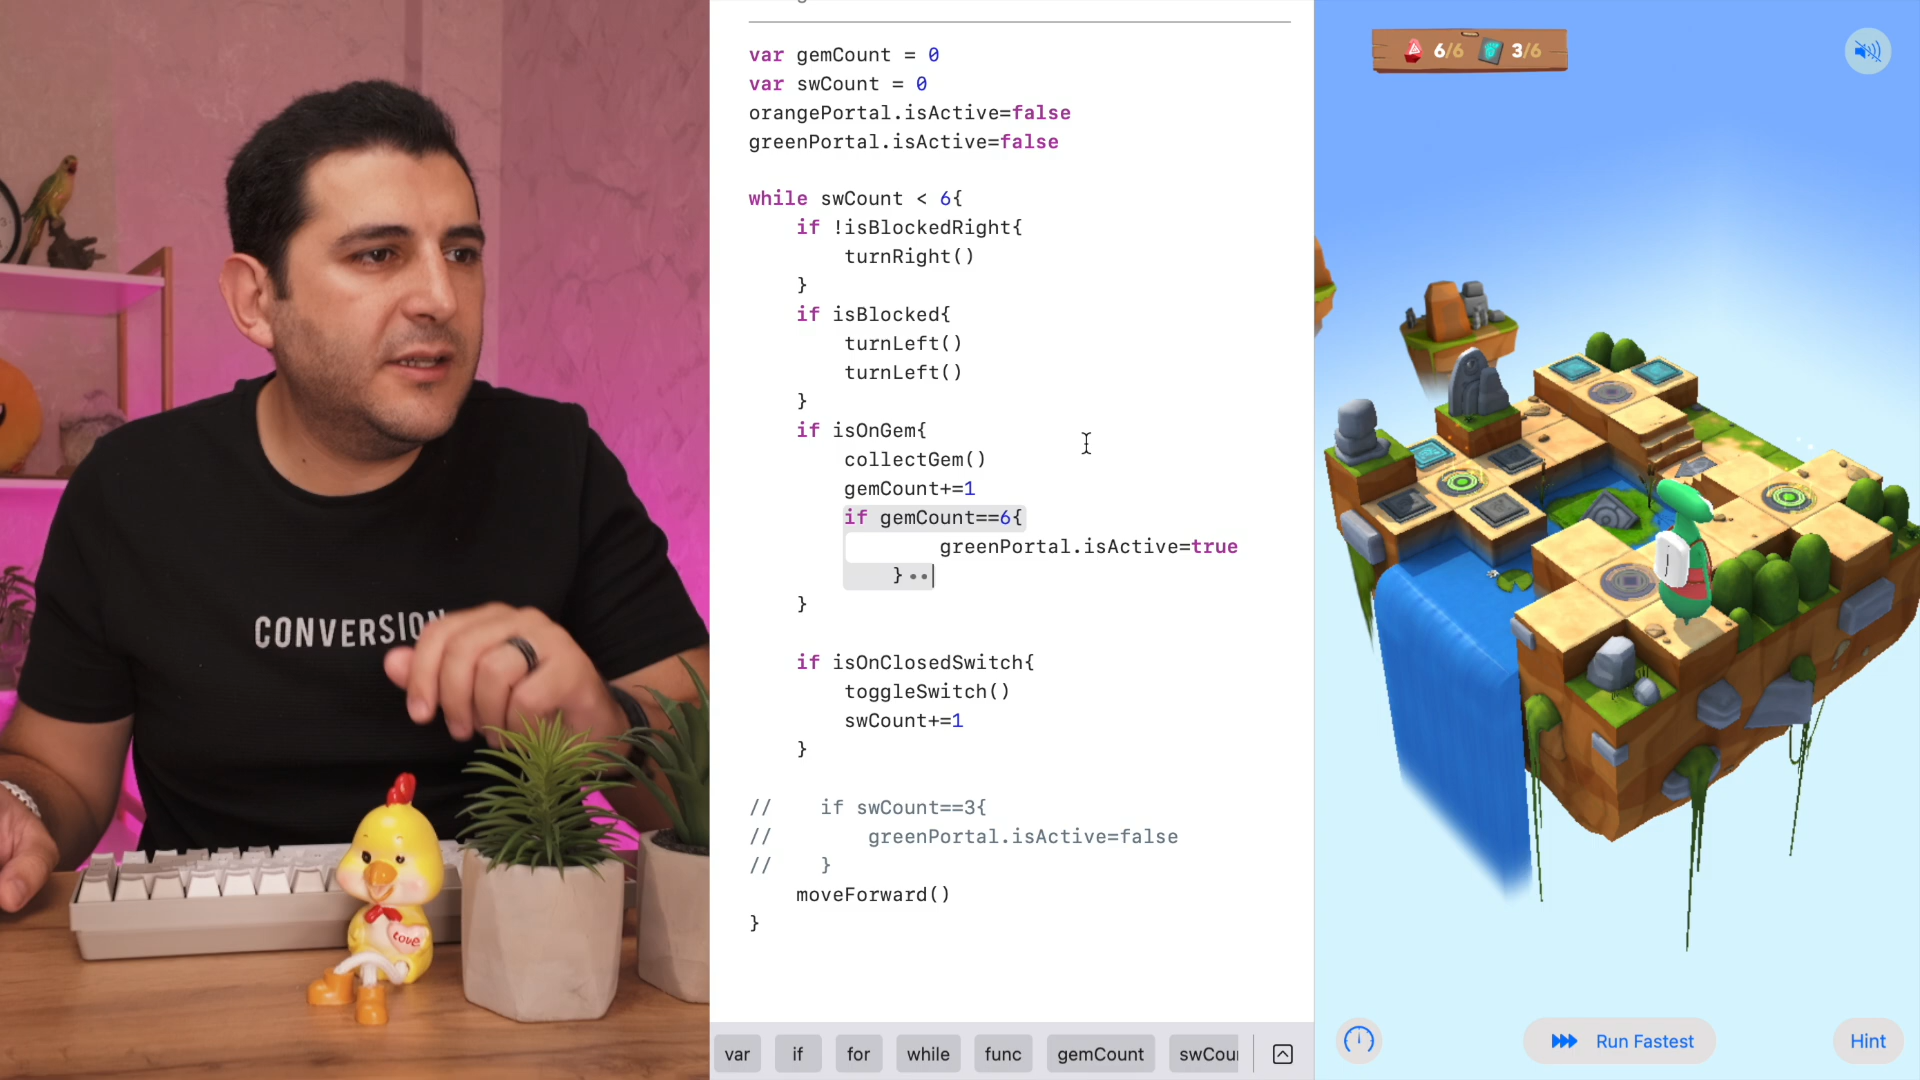 CONVERSION
love
var gemCount = 0
var swCount = 0
orangePortal.isActive=false
greenPortal.isActive=false
while swCount < 6{
if !isBlockedRight{
turnRight()
}
if isBlocked{
turnLeft()
turnLeft()
}
if isOnGem{
collectGem()
gemCount+=1
if gemCount==6{
greenPortal.isActive=true
}
}
if isOnClosedSwitch{
toggleSwitch()
swCount+=1
}
// if swCount==3{
// greenPortal.isActive=false
// }
moveForward()
}
var if for while func gemCount swCou
6/6 3/6
Run Fastest
Hint